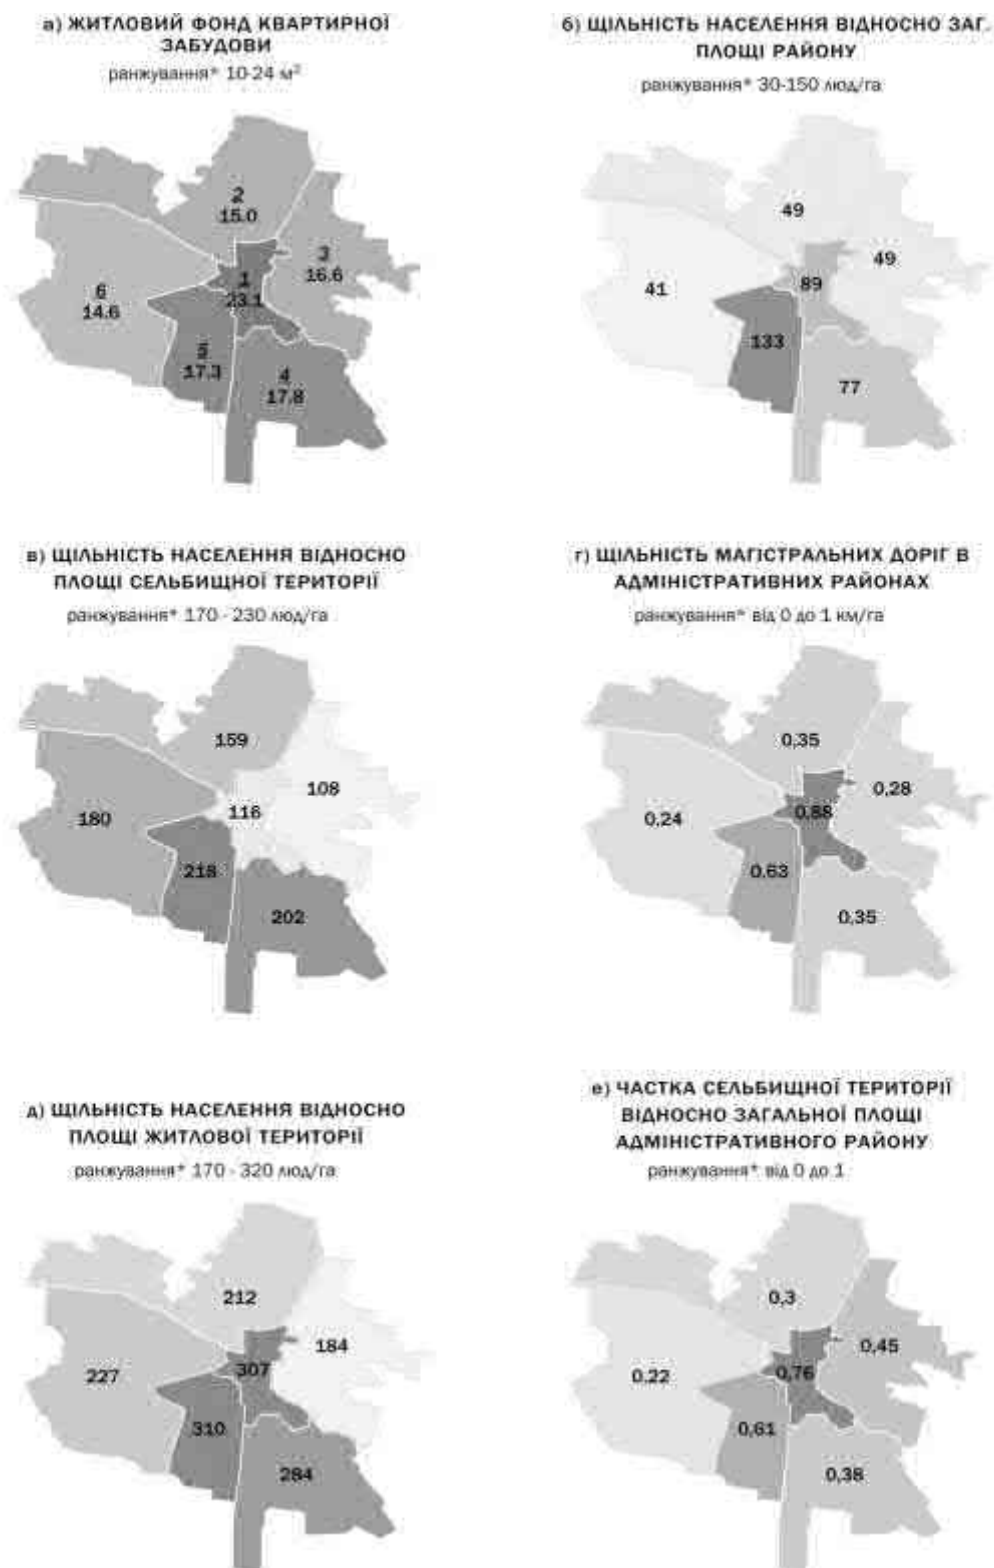 а) ЖИТЛОВИЙ ФОНД КВАРТИРНОЇ
ЗАБУДОВИ
ранжування* 10-24 м²
2
15.0
3
16.6
1
23.1
6
14.6
5
17.3
4
17.8
б) ЩІЛЬНІСТЬ НАСЕЛЕННЯ ВІДНОСНО ЗАГ.
ПЛОЩІ РАЙОНУ
ранжування* 30-150 люд/га
49
49
89
41
133
77
в) ЩІЛЬНІСТЬ НАСЕЛЕННЯ ВІДНОСНО
ПЛОЩІ СЕЛЬБИЩНОЇ ТЕРИТОРІЇ
ранжування* 170 - 230 люд/га
159
108
116
180
218
202
г) ЩІЛЬНІСТЬ МАГІСТРАЛЬНИХ ДОРІГ В
АДМІНІСТРАТИВНИХ РАЙОНАХ
ранжування* від 0 до 1 км/га
0,35
0,28
0,88
0,24
0,63
0,35
д) ЩІЛЬНІСТЬ НАСЕЛЕННЯ ВІДНОСНО
ПЛОЩІ ЖИТЛОВОЇ ТЕРИТОРІЇ
ранжування* 170 - 320 люд/га
212
184
307
227
310
284
е) ЧАСТКА СЕЛЬБИЩНОЇ ТЕРИТОРІЇ
ВІДНОСНО ЗАГАЛЬНОЇ ПЛОЩІ
АДМІНІСТРАТИВНОГО РАЙОНУ
ранжування* від 0 до 1
0,3
0,45
0,76
0,22
0,61
0,38